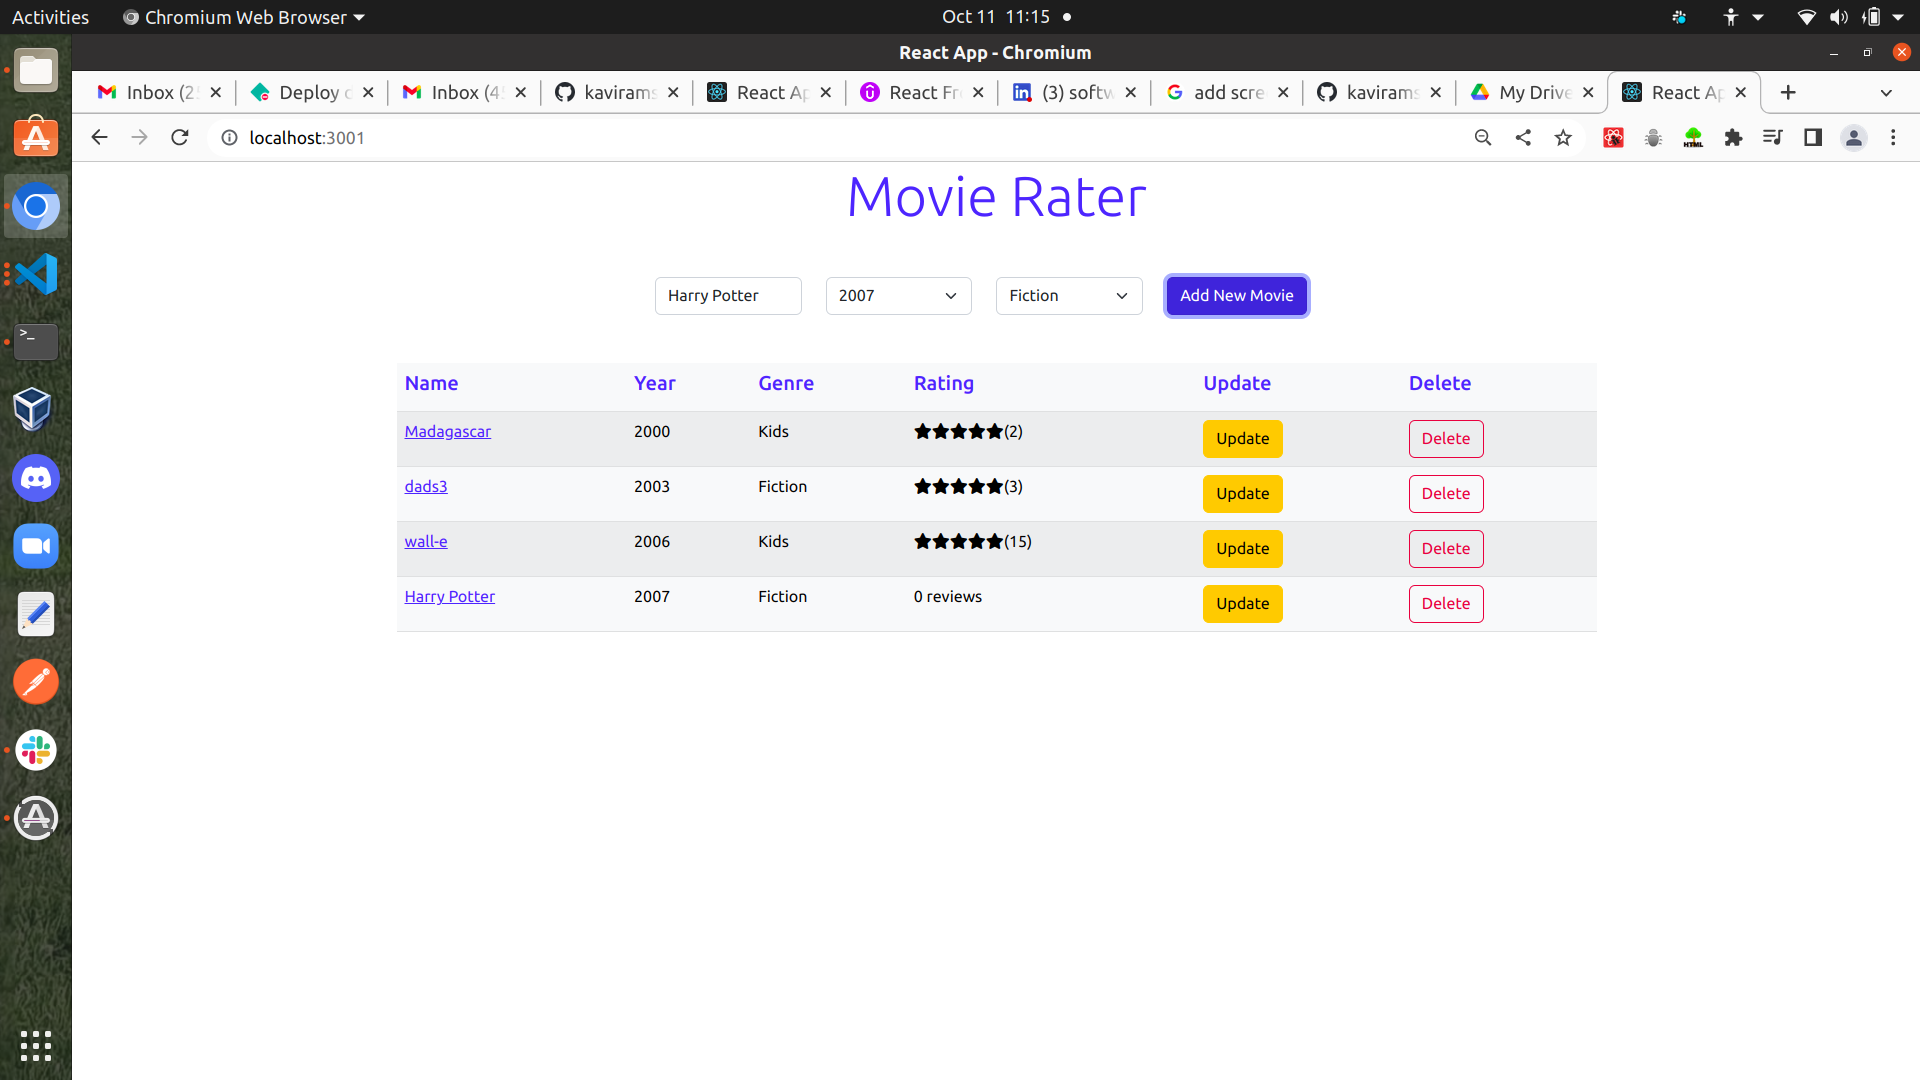 Activities Chromium Web Browser Oct 11 11:15
React App - Chromium
Inbox (25 Deploy Inbox (45 kavirams React Ap React Fr (3) softw add scre kavirams My Drive React Ap
localhost:3001
Movie Rater
Harry Potter 2007 Fiction Add New Movie
Name Year Genre Rating Update Delete
Madagascar 2000 Kids (2) Update Delete
dads3 2003 Fiction (3) Update Delete
wall-e 2006 Kids (15) Update Delete
Harry Potter 2007 Fiction 0 reviews Update Delete